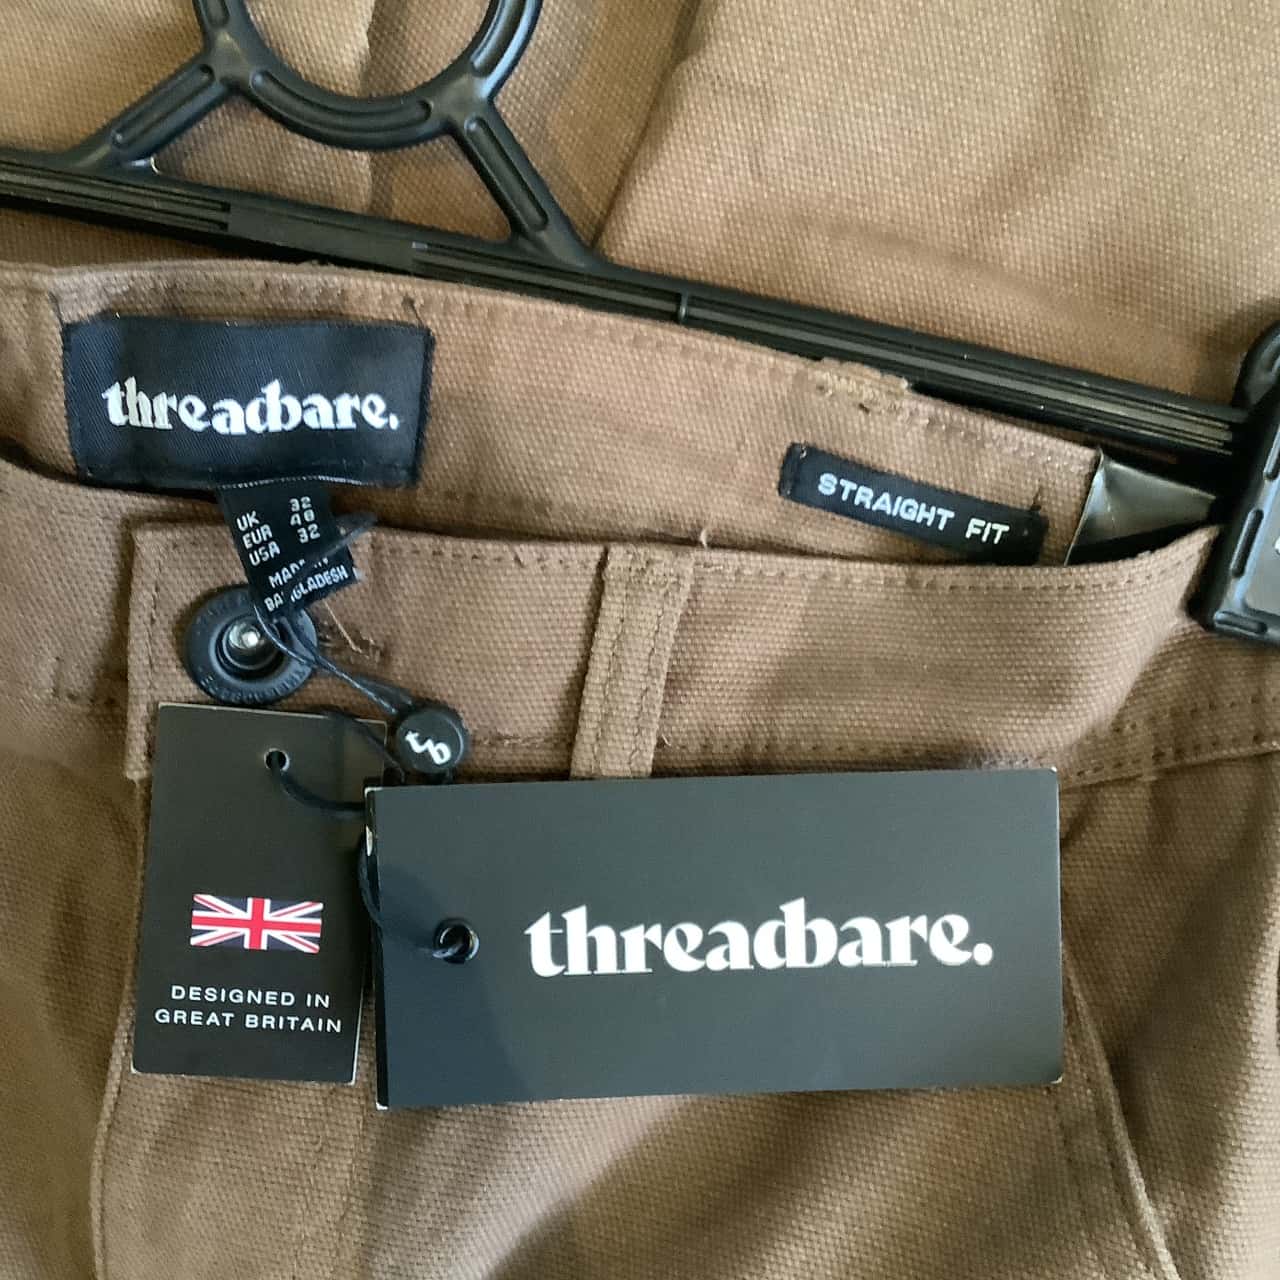 threadbare.
STRAIGHT FIT
UK 32
EUR 48
USA 32
MADE IN
BANGLADESH
tb
DESIGNED IN
GREAT BRITAIN
threadbare.